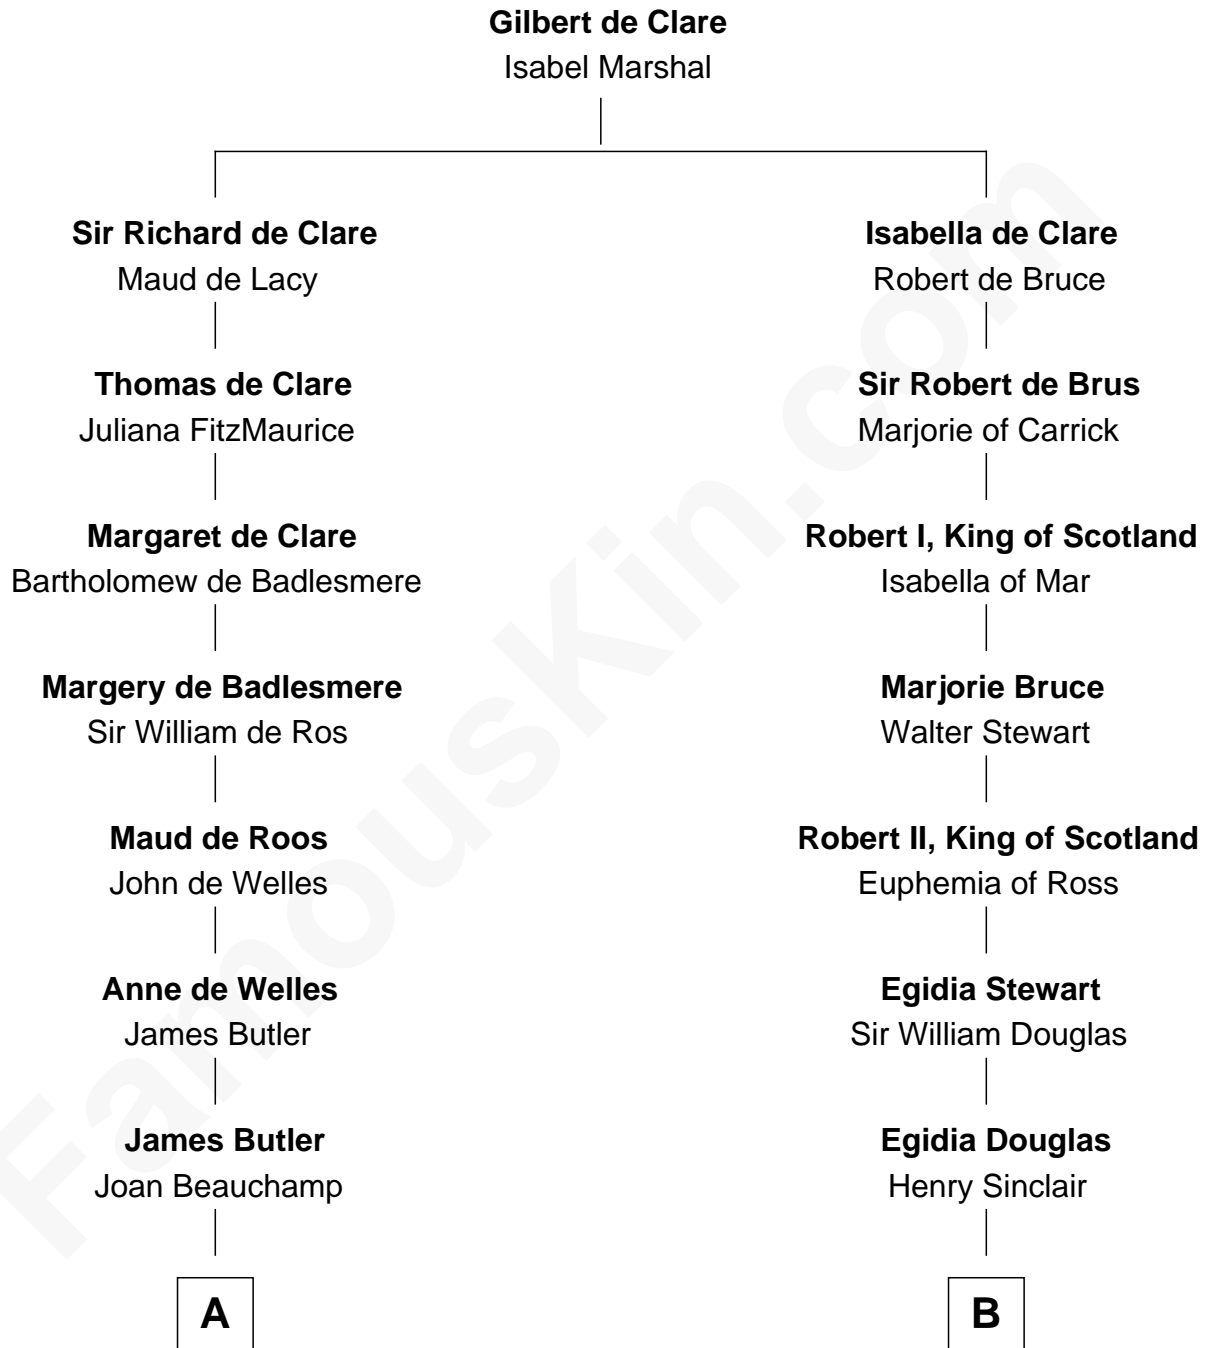 Gilbert de Clare
Isabel Marshal
Sir Richard de Clare
Maud de Lacy
Isabella de Clare
Robert de Bruce
Thomas de Clare
Juliana FitzMaurice
Sir Robert de Brus
Marjorie of Carrick
Margaret de Clare
Bartholomew de Badlesmere
Robert I, King of Scotland
Isabella of Mar
Margery de Badlesmere
Sir William de Ros
Marjorie Bruce
Walter Stewart
Maud de Roos
John de Welles
Robert II, King of Scotland
Euphemia of Ross
Anne de Welles
James Butler
Egidia Stewart
Sir William Douglas
James Butler
Joan Beauchamp
Egidia Douglas
Henry Sinclair
A
B
FamousKin.com